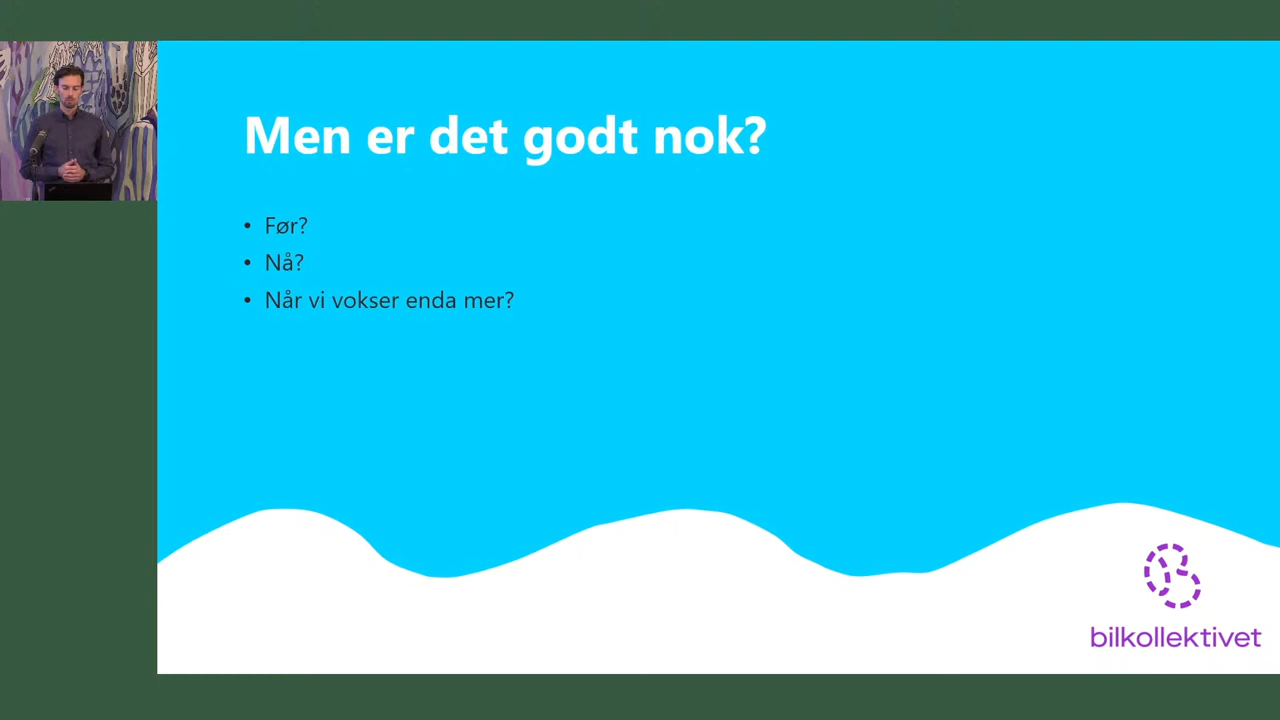 Men er det godt nok?
• Før?
• Nå?
• Når vi vokser enda mer?
bilkollektivet